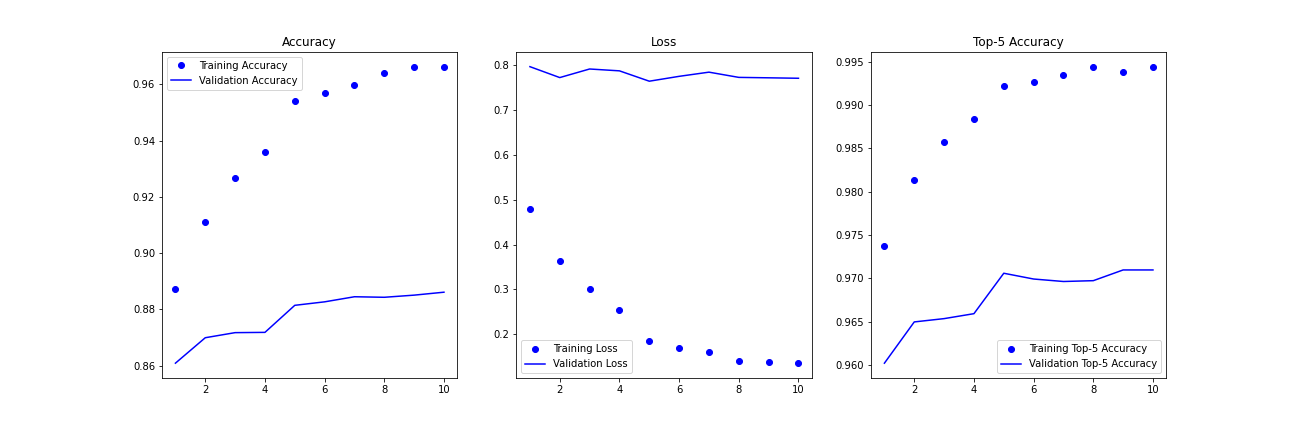 Accuracy
Training Accuracy
Validation Accuracy
0.96
0.94
0.92
0.90
0.88
0.86
2 4 6 8 10
Loss
0.8
0.7
0.6
0.5
0.4
0.3
0.2
Training Loss
Validation Loss
2 4 6 8 10
Top-5 Accuracy
0.995
0.990
0.985
0.980
0.975
0.970
0.965
0.960
Training Top-5 Accuracy
Validation Top-5 Accuracy
2 4 6 8 10